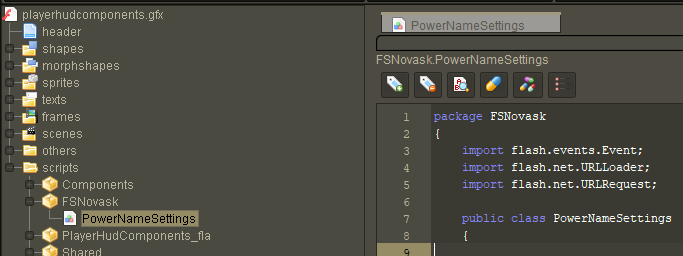 playerhudcomponents.gfx
header
shapes
morphshapes
sprites
texts
frames
scenes
others
scripts
Components
FSNovask
PowerNameSettings
PlayerHudComponents_fla
Shared
PowerNameSettings
FSNovask.PowerNameSettings
1 package FSNovask
2 {
3 import flash.events.Event;
4 import flash.net.URLLoader;
5 import flash.net.URLRequest;
6
7 public class PowerNameSettings
8 {
9